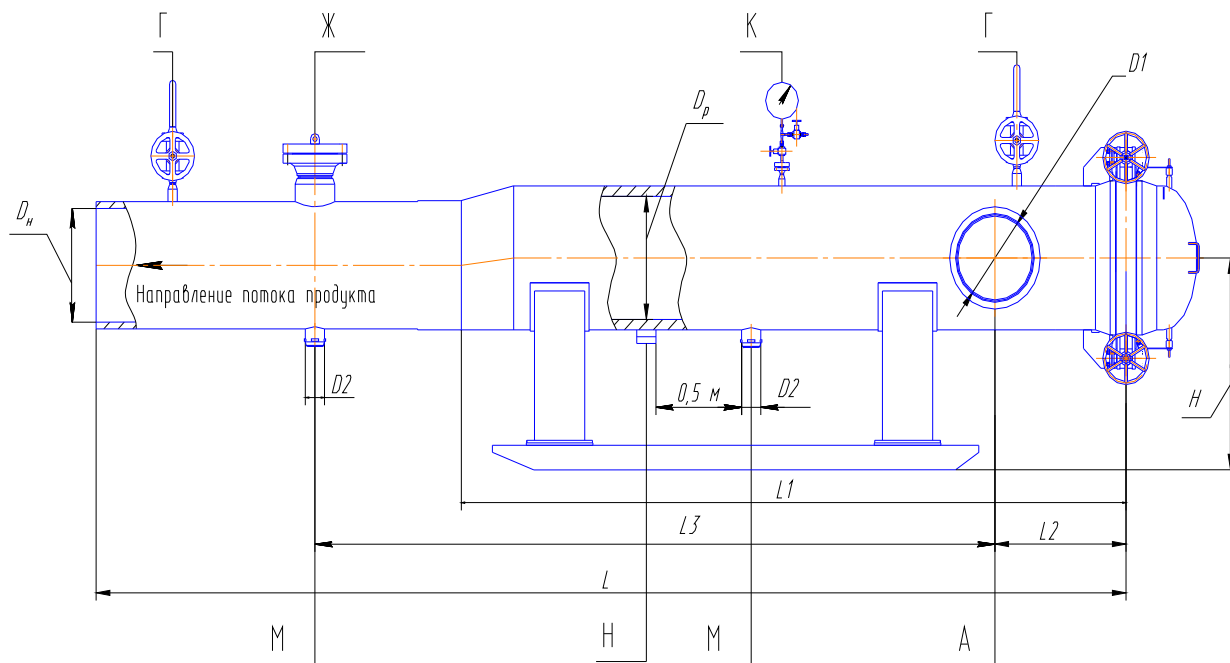 Г Ж К Г
D1
Dр
Dн
Направление потока продукта
D2 0,5 м D2
H
L1
L3 L2
L
М Н М А